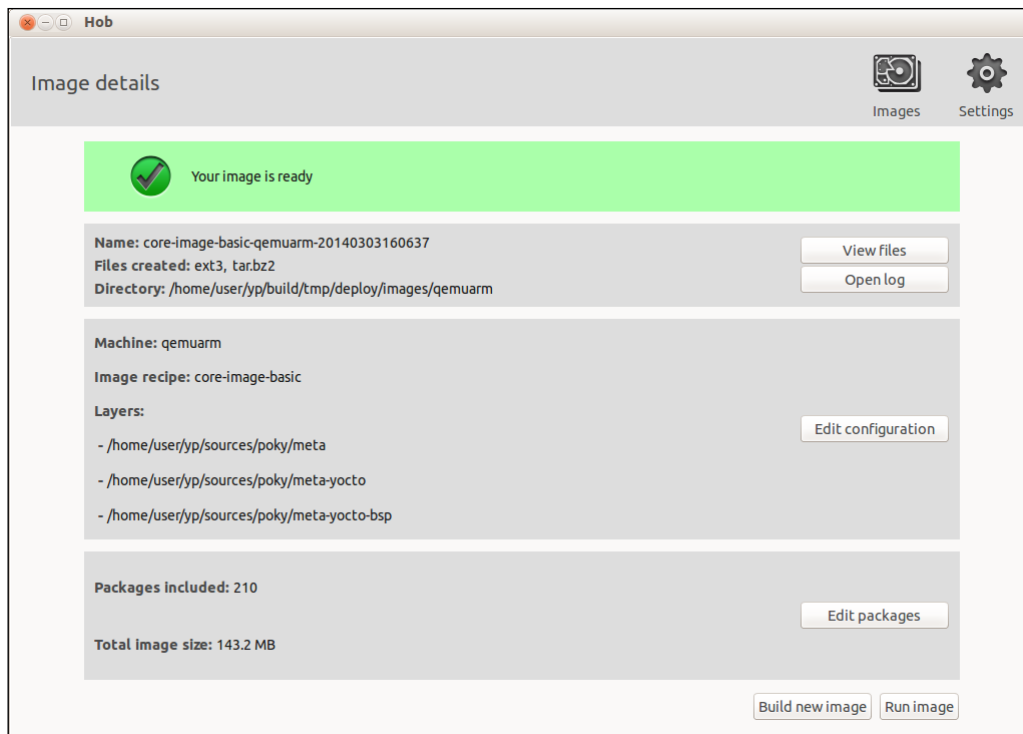 Hob
Image details
Images
Settings
Your image is ready
Name: core-image-basic-qemuarm-20140303160637
Files created: ext3, tar.bz2
Directory: /home/user/yp/build/tmp/deploy/images/qemuarm
View files
Open log
Machine: qemuarm
Image recipe: core-image-basic
Layers:
- /home/user/yp/sources/poky/meta
- /home/user/yp/sources/poky/meta-yocto
- /home/user/yp/sources/poky/meta-yocto-bsp
Edit configuration
Packages included: 210
Total image size: 143.2 MB
Edit packages
Build new image
Run image